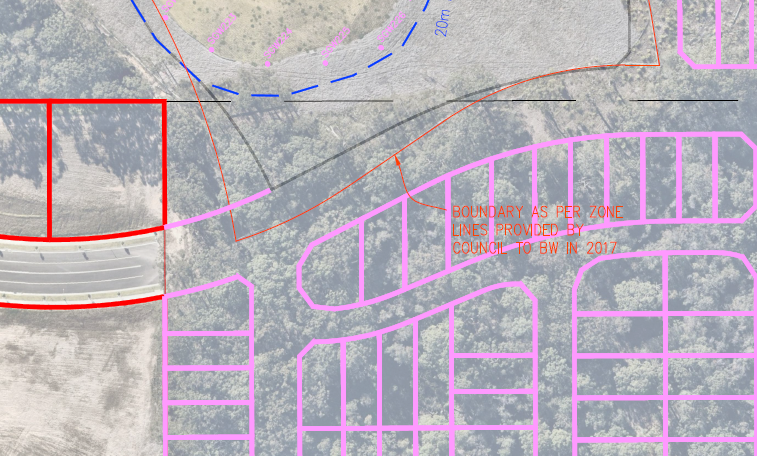 20m
BOUNDARY AS PER ZONE
LINES PROVIDED BY
COUNCIL TO BW IN 2017